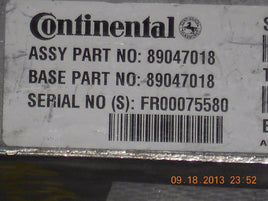 Continental
ASSY PART NO: 89047018
BASE PART NO: 89047018
SERIAL NO (S): FR00075580
09.18.2013 23:52